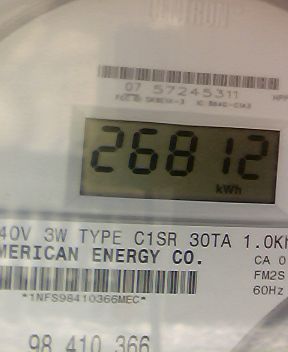 07 57245311
26812
kWh
40V 3W TYPE C1SR 30TA 1.0Kh
MERICAN ENERGY CO.
CA 0
FM2S
*1NFS98410366MEC*
60Hz
98 410 366